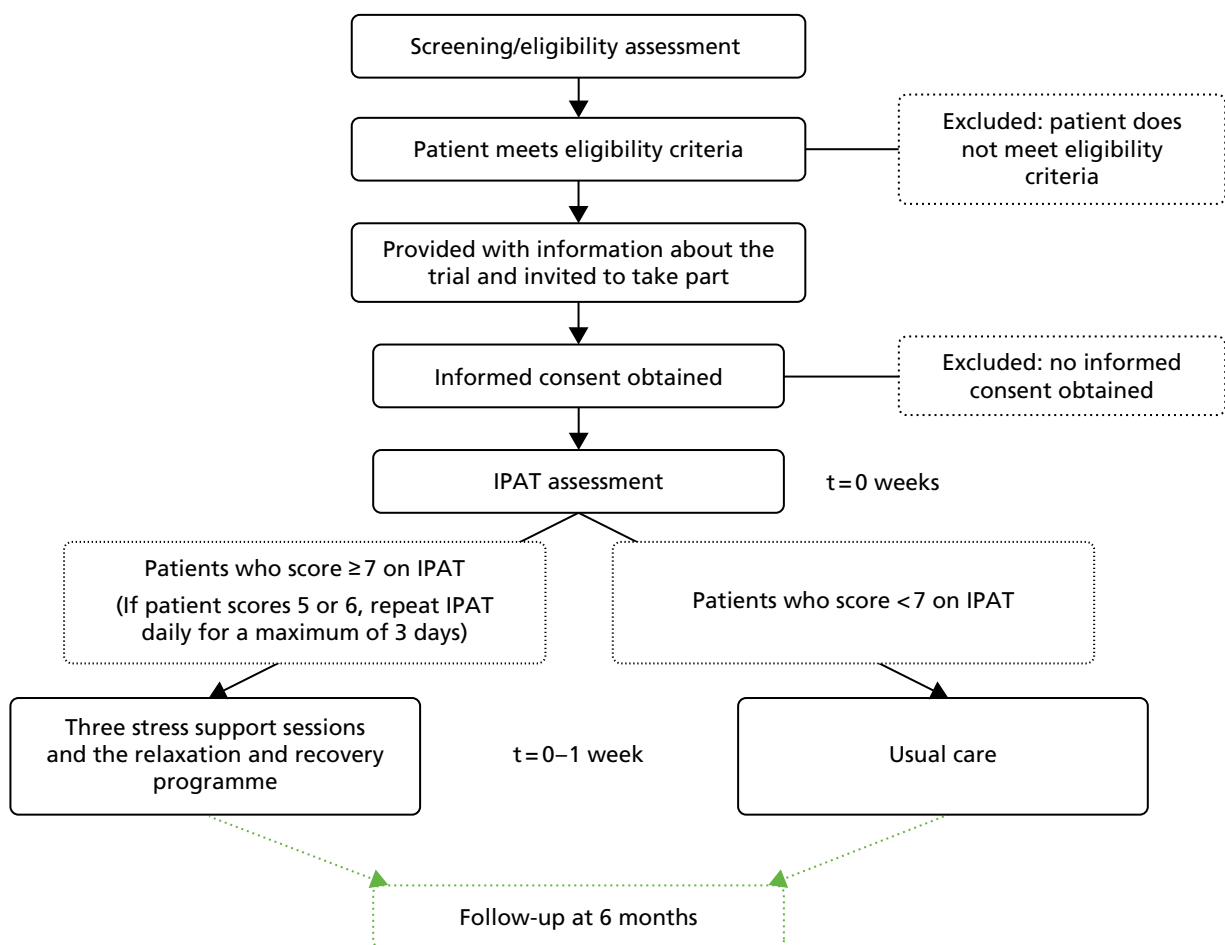 Screening/eligibility assessment
Patient meets eligibility criteria
Excluded: patient does
not meet eligibility
criteria
Provided with information about the
trial and invited to take part
Informed consent obtained
Excluded: no informed
consent obtained
IPAT assessment
t=0 weeks
Patients who score ≥7 on IPAT
(If patient scores 5 or 6, repeat IPAT
daily for a maximum of 3 days)
Patients who score <7 on IPAT
Three stress support sessions
and the relaxation and recovery
programme
t=0–1 week
Usual care
Follow-up at 6 months